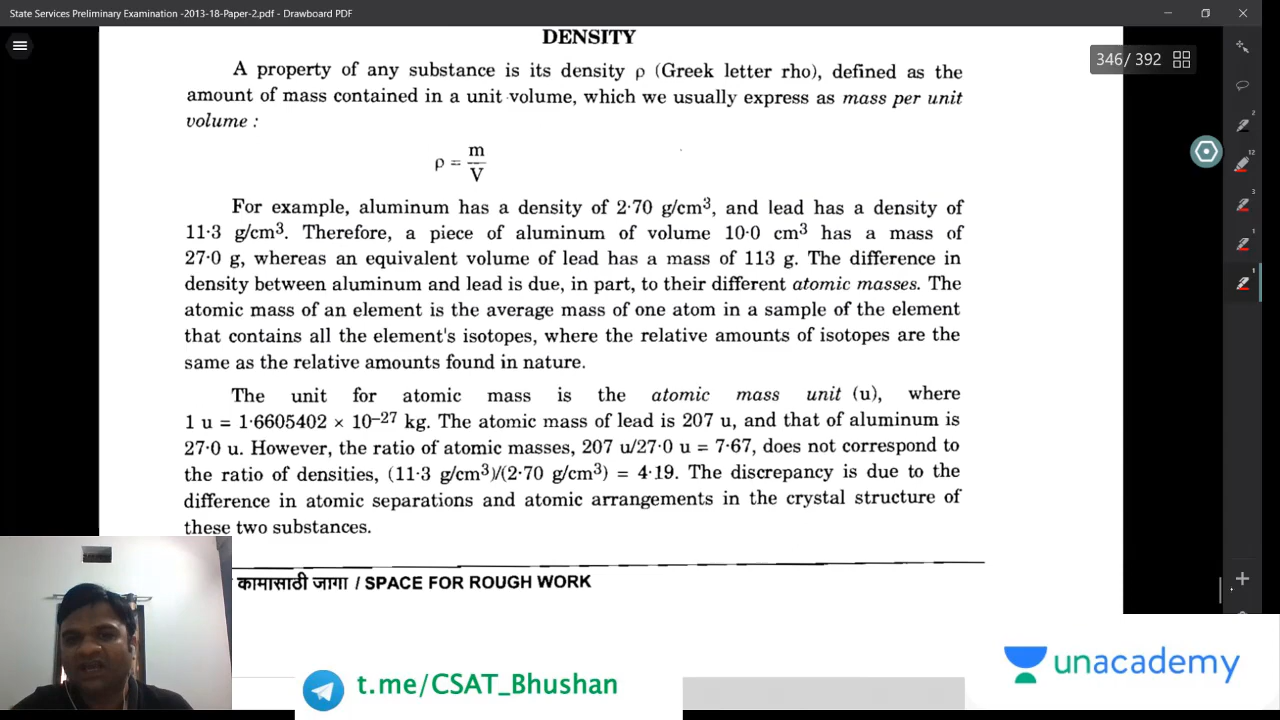 State Services Preliminary Examination -2013-18-Paper-2.pdf - Drawboard PDF
346/ 392
DENSITY
A property of any substance is its density ρ (Greek letter rho), defined as the
amount of mass contained in a unit volume, which we usually express as mass per unit
volume :
ρ = m/V
For example, aluminum has a density of 2·70 g/cm³, and lead has a density of
11·3 g/cm³. Therefore, a piece of aluminum of volume 10·0 cm³ has a mass of
27·0 g, whereas an equivalent volume of lead has a mass of 113 g. The difference in
density between aluminum and lead is due, in part, to their different atomic masses. The
atomic mass of an element is the average mass of one atom in a sample of the element
that contains all the element's isotopes, where the relative amounts of isotopes are the
same as the relative amounts found in nature.
The unit for atomic mass is the atomic mass unit (u), where
1 u = 1·6605402 × 10⁻²⁷ kg. The atomic mass of lead is 207 u, and that of aluminum is
27·0 u. However, the ratio of atomic masses, 207 u/27·0 u = 7·67, does not correspond to
the ratio of densities, (11·3 g/cm³)/(2·70 g/cm³) = 4·19. The discrepancy is due to the
difference in atomic separations and atomic arrangements in the crystal structure of
these two substances.
कामासाठी जागा / SPACE FOR ROUGH WORK
t.me/CSAT_Bhushan
unacademy
2
12
3
1
1